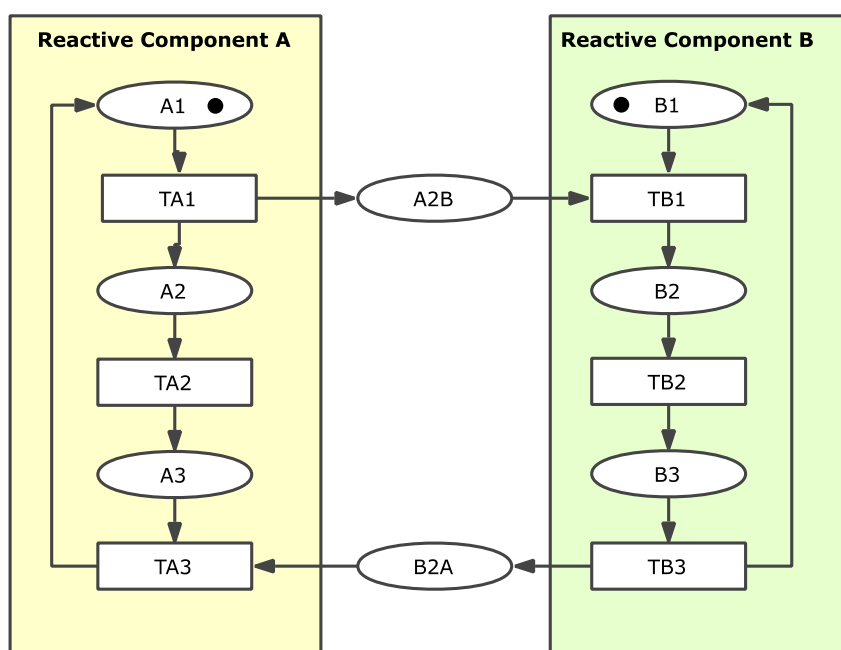 Reactive Component A
Reactive Component B
A1
B1
TA1
A2B
TB1
A2
B2
TA2
TB2
A3
B3
TA3
B2A
TB3